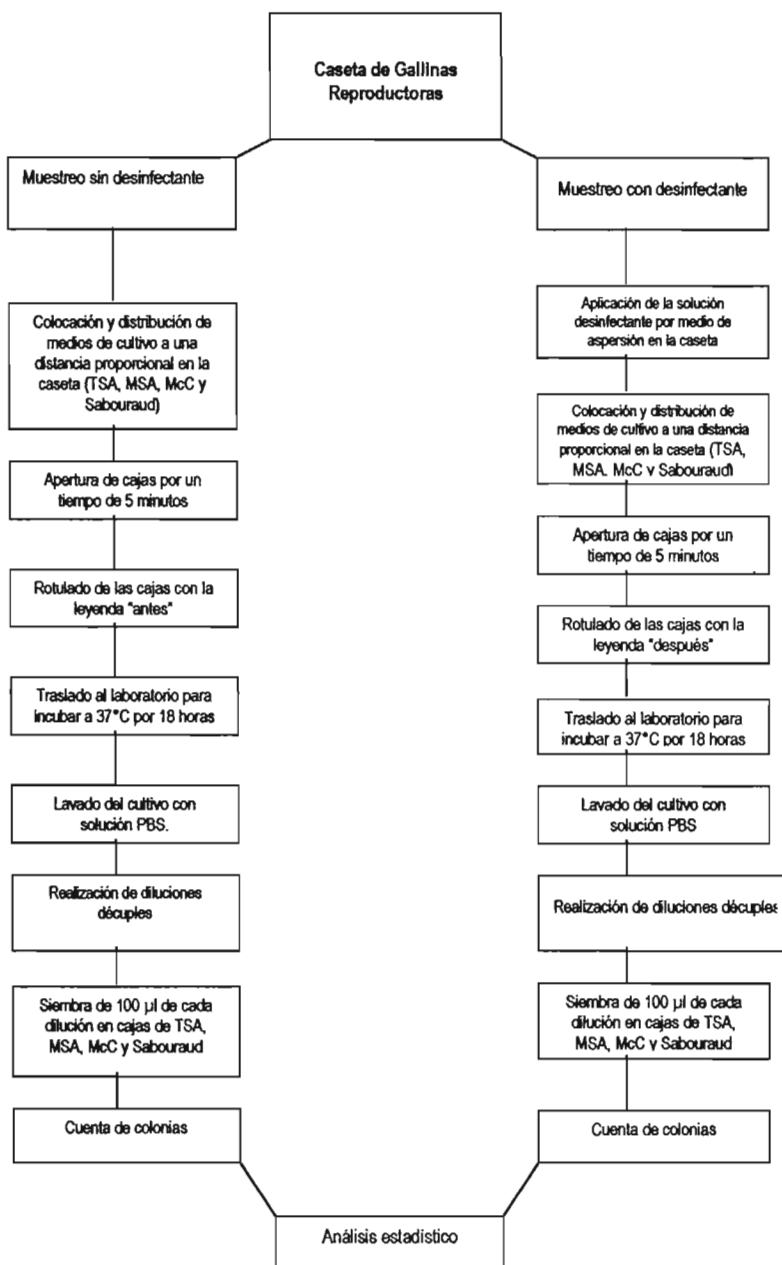 Caseta de Gallinas
Reproductoras
Muestreo sin desinfectante
Colocación y distribución de
medios de cultivo a una
distancia proporcional en la
caseta (TSA, MSA, McC y
Sabouraud)
Apertura de cajas por un
tiempo de 5 minutos
Rotulado de las cajas con la
leyenda "antes"
Traslado al laboratorio para
incubar a 37°C por 18 horas
Lavado del cultivo con
solución PBS.
Realización de diluciones
décuples
Siembra de 100 µl de cada
dilución en cajas de TSA,
MSA, McC y Sabouraud
Cuenta de colonias
Muestreo con desinfectante
Aplicación de la solución
desinfectante por medio de
aspersión en la caseta
Colocación y distribución de
medios de cultivo a una distancia
proporcional en la caseta (TSA,
MSA. McC y Sabouraud)
Apertura de cajas por un
tiempo de 5 minutos
Rotulado de las cajas con la
leyenda "después"
Traslado al laboratorio para
incubar a 37°C por 18 horas
Lavado del cultivo con
solución PBS
Realización de diluciones décuples
Siembra de 100 µl de cada
dilución en cajas de TSA,
MSA, McC y Sabouraud
Cuenta de colonias
Análisis estadístico